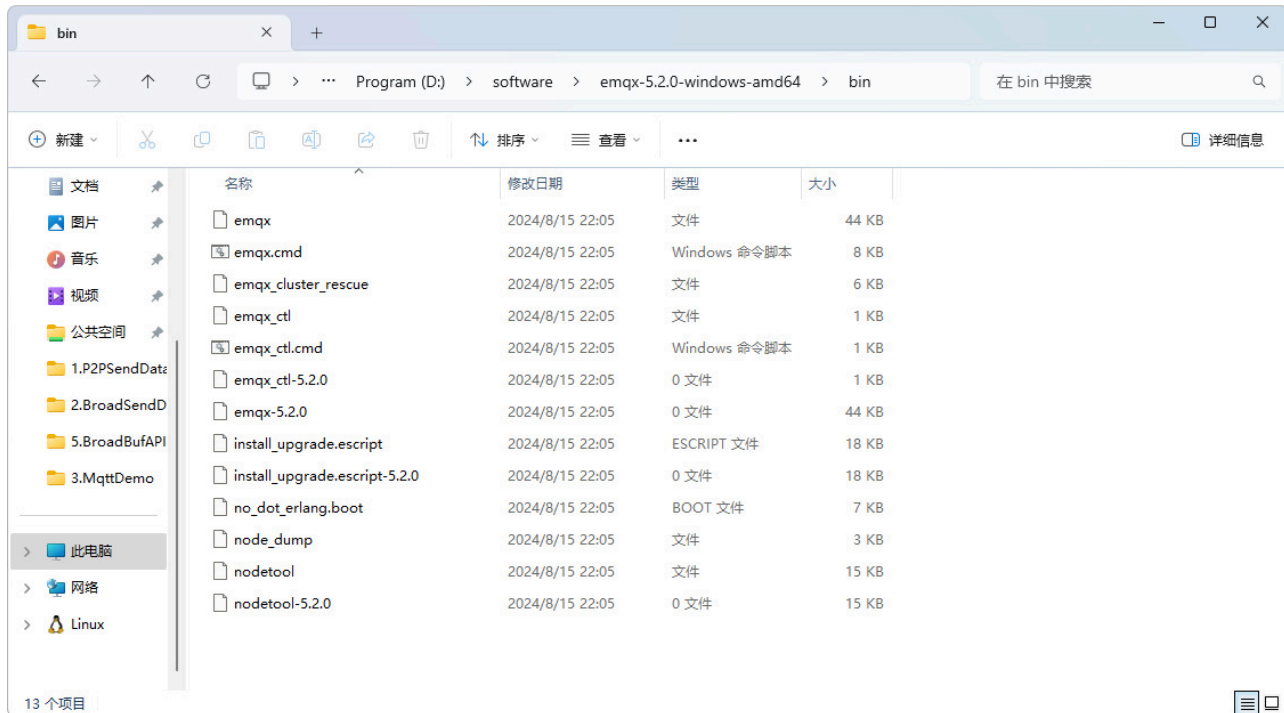 bin
Program (D:) > software > emqx-5.2.0-windows-amd64 > bin
在 bin 中搜索
新建 排序 查看 详细信息
文档
图片
音乐
视频
公共空间
1.P2PSendData
2.BroadSendD
5.BroadBufAPI
3.MqttDemo
此电脑
网络
Linux
名称 修改日期 类型 大小
emqx 2024/8/15 22:05 文件 44 KB
emqx.cmd 2024/8/15 22:05 Windows 命令脚本 8 KB
emqx_cluster_rescue 2024/8/15 22:05 文件 6 KB
emqx_ctl 2024/8/15 22:05 文件 1 KB
emqx_ctl.cmd 2024/8/15 22:05 Windows 命令脚本 1 KB
emqx_ctl-5.2.0 2024/8/15 22:05 0 文件 1 KB
emqx-5.2.0 2024/8/15 22:05 0 文件 44 KB
install_upgrade.escript 2024/8/15 22:05 ESCRIPT 文件 18 KB
install_upgrade.escript-5.2.0 2024/8/15 22:05 0 文件 18 KB
no_dot_erlang.boot 2024/8/15 22:05 BOOT 文件 7 KB
node_dump 2024/8/15 22:05 文件 3 KB
nodetool 2024/8/15 22:05 文件 15 KB
nodetool-5.2.0 2024/8/15 22:05 0 文件 15 KB
13 个项目